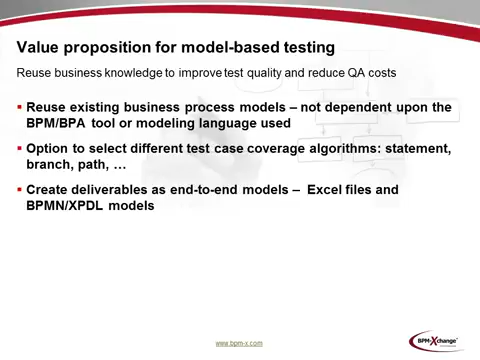 Value proposition for model-based testing
Reuse business knowledge to improve test quality and reduce QA costs
▪ Reuse existing business process models – not dependent upon the
BPM/BPA tool or modeling language used
▪ Option to select different test case coverage algorithms: statement,
branch, path, …
▪ Create deliverables as end-to-end models – Excel files and
BPMN/XPDL models
www.bpm-x.com
BPM-Xchange